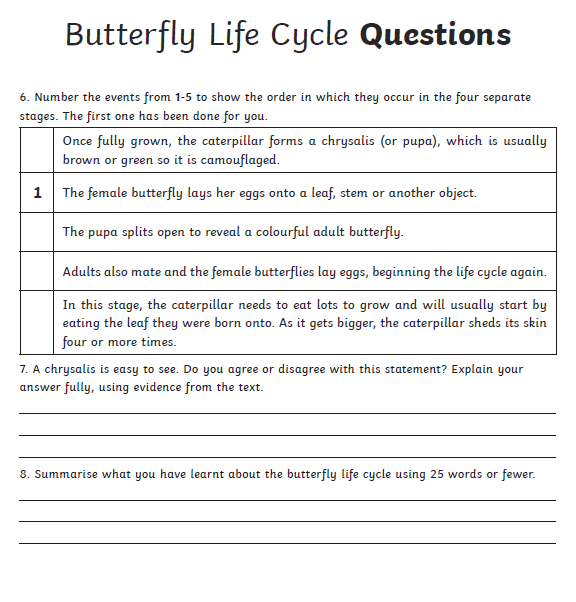 Butterfly Life Cycle Questions
6. Number the events from 1-5 to show the order in which they occur in the four separate
stages. The first one has been done for you.
Once fully grown, the caterpillar forms a chrysalis (or pupa), which is usually
brown or green so it is camouflaged.
1 The female butterfly lays her eggs onto a leaf, stem or another object.
The pupa splits open to reveal a colourful adult butterfly.
Adults also mate and the female butterflies lay eggs, beginning the life cycle again.
In this stage, the caterpillar needs to eat lots to grow and will usually start by
eating the leaf they were born onto. As it gets bigger, the caterpillar sheds its skin
four or more times.
7. A chrysalis is easy to see. Do you agree or disagree with this statement? Explain your
answer fully, using evidence from the text.
8. Summarise what you have learnt about the butterfly life cycle using 25 words or fewer.